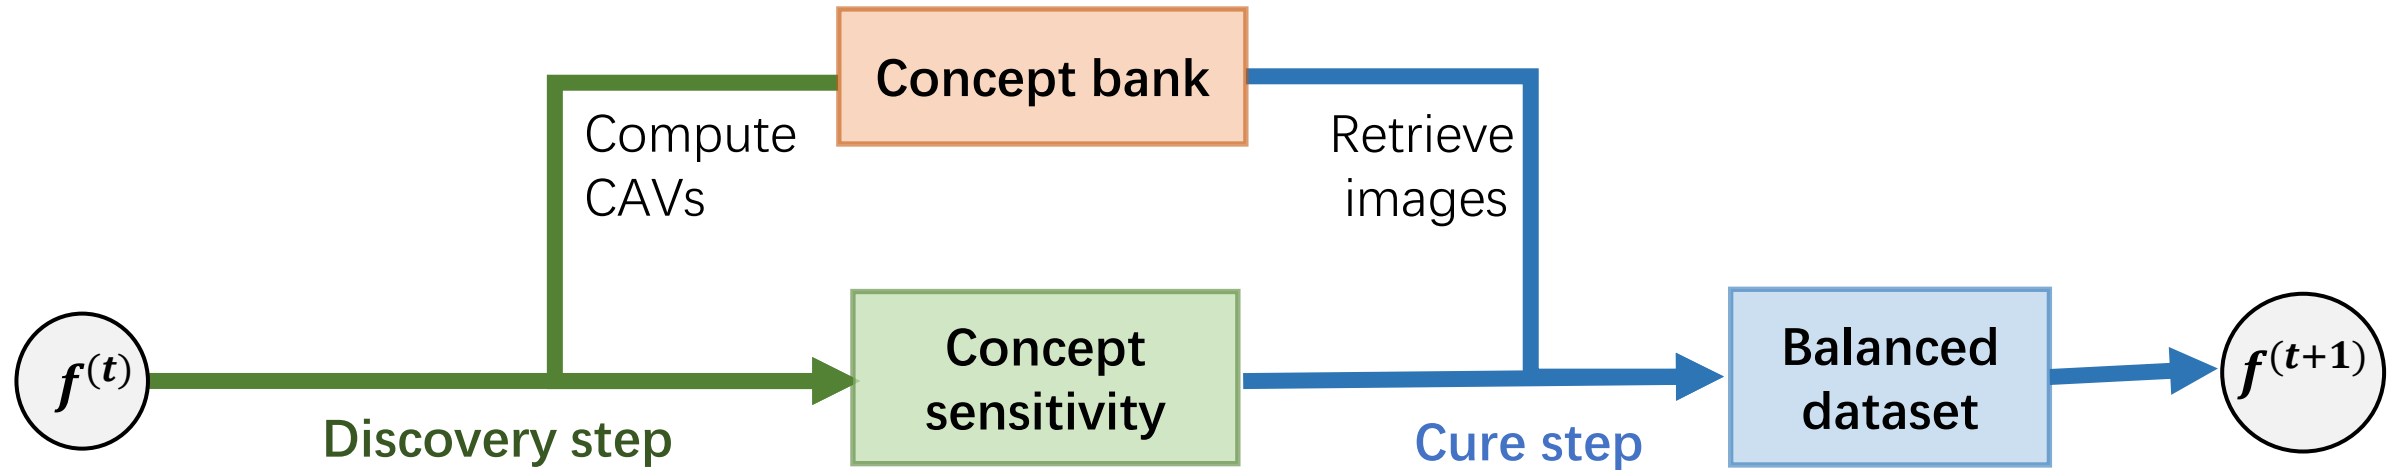 Concept bank
Compute
CAVs
Retrieve
images
f^(t)
Concept
sensitivity
Balanced
dataset
f^(t+1)
Discovery step
Cure step